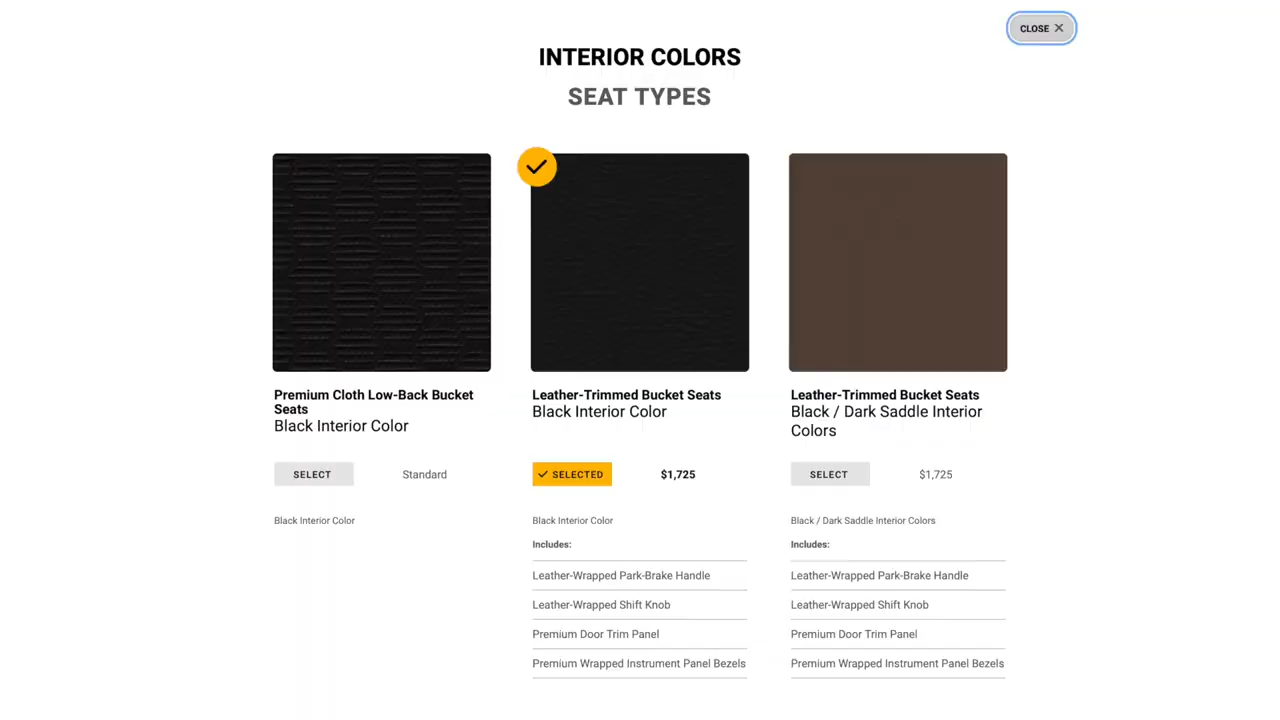 CLOSE
INTERIOR COLORS
SEAT TYPES
Premium Cloth Low-Back Bucket
Seats
Black Interior Color
SELECT
Standard
Black Interior Color
Leather-Trimmed Bucket Seats
Black Interior Color
SELECTED
$1,725
Black Interior Color
Includes:
Leather-Wrapped Park-Brake Handle
Leather-Wrapped Shift Knob
Premium Door Trim Panel
Premium Wrapped Instrument Panel Bezels
Leather-Trimmed Bucket Seats
Black / Dark Saddle Interior
Colors
SELECT
$1,725
Black / Dark Saddle Interior Colors
Includes:
Leather-Wrapped Park-Brake Handle
Leather-Wrapped Shift Knob
Premium Door Trim Panel
Premium Wrapped Instrument Panel Bezels